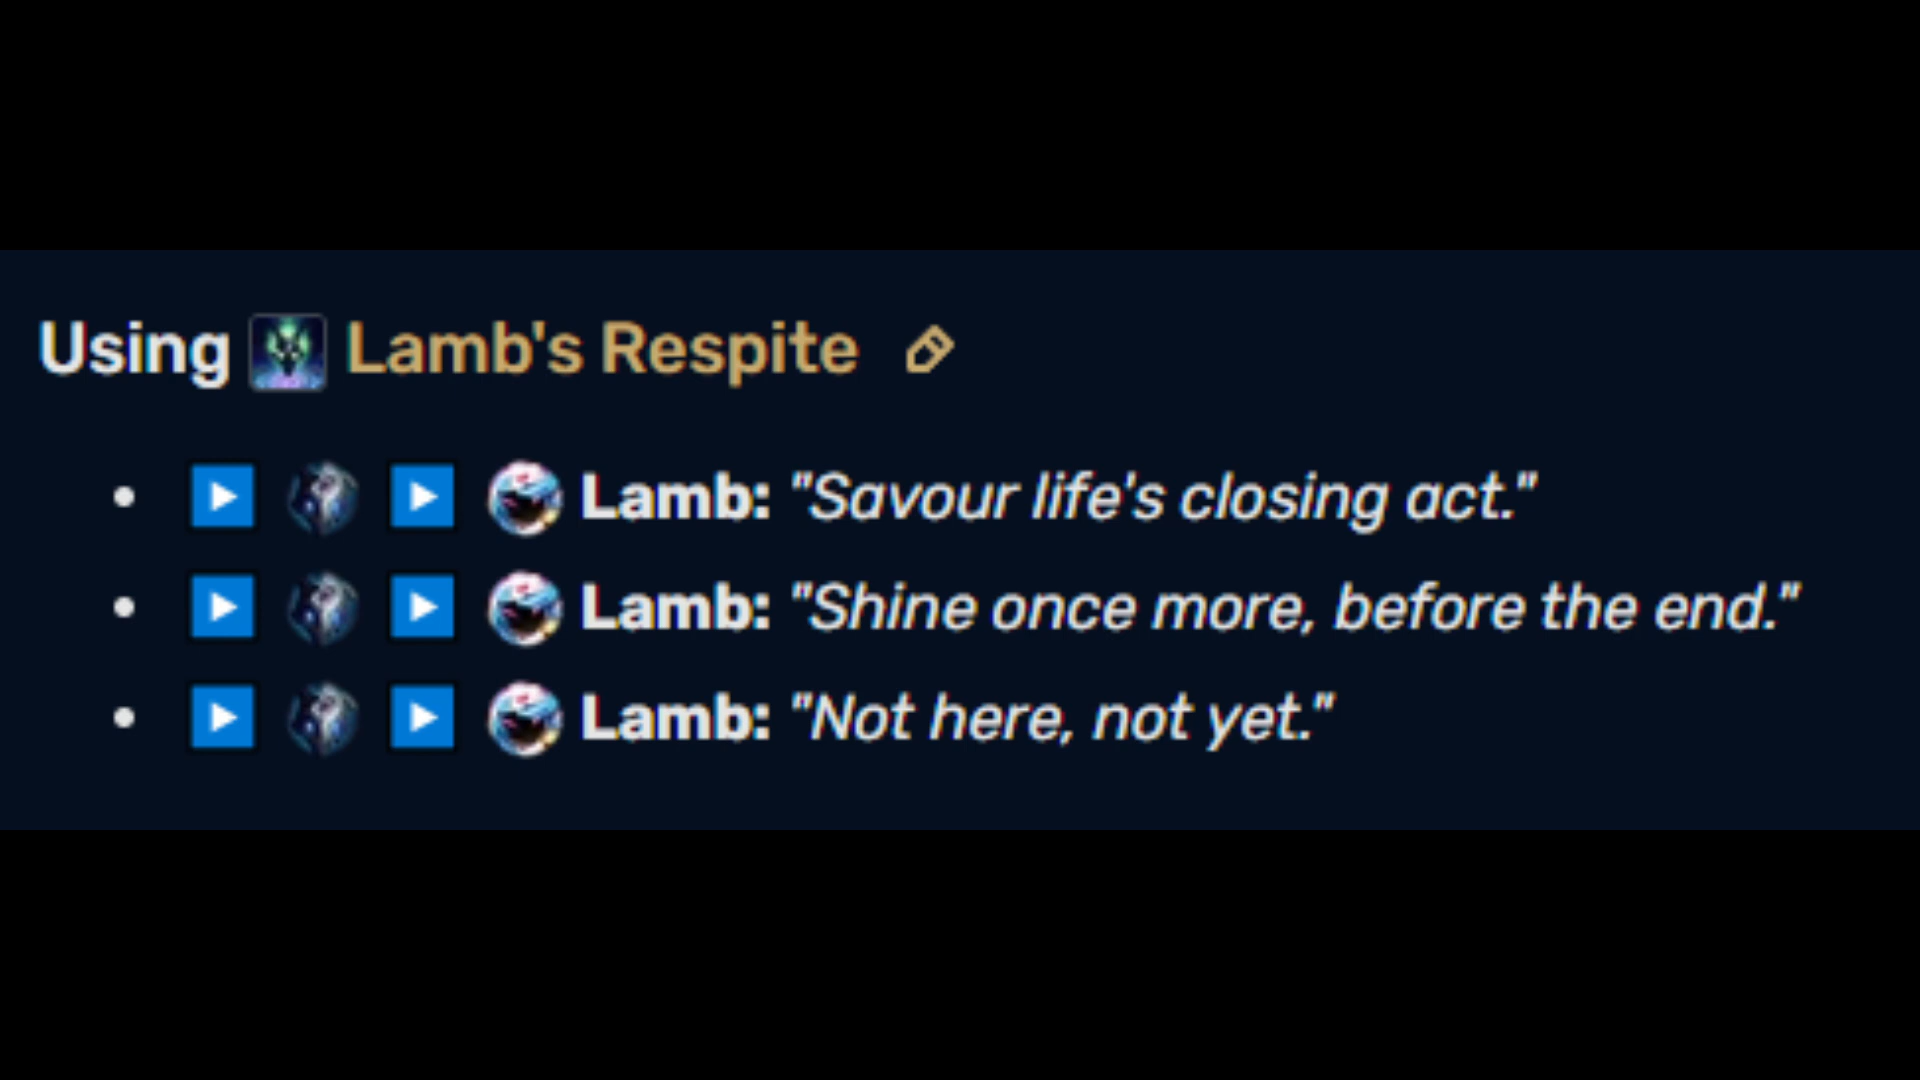 Using Lamb's Respite
Lamb: "Savour life's closing act."
Lamb: "Shine once more, before the end."
Lamb: "Not here, not yet."